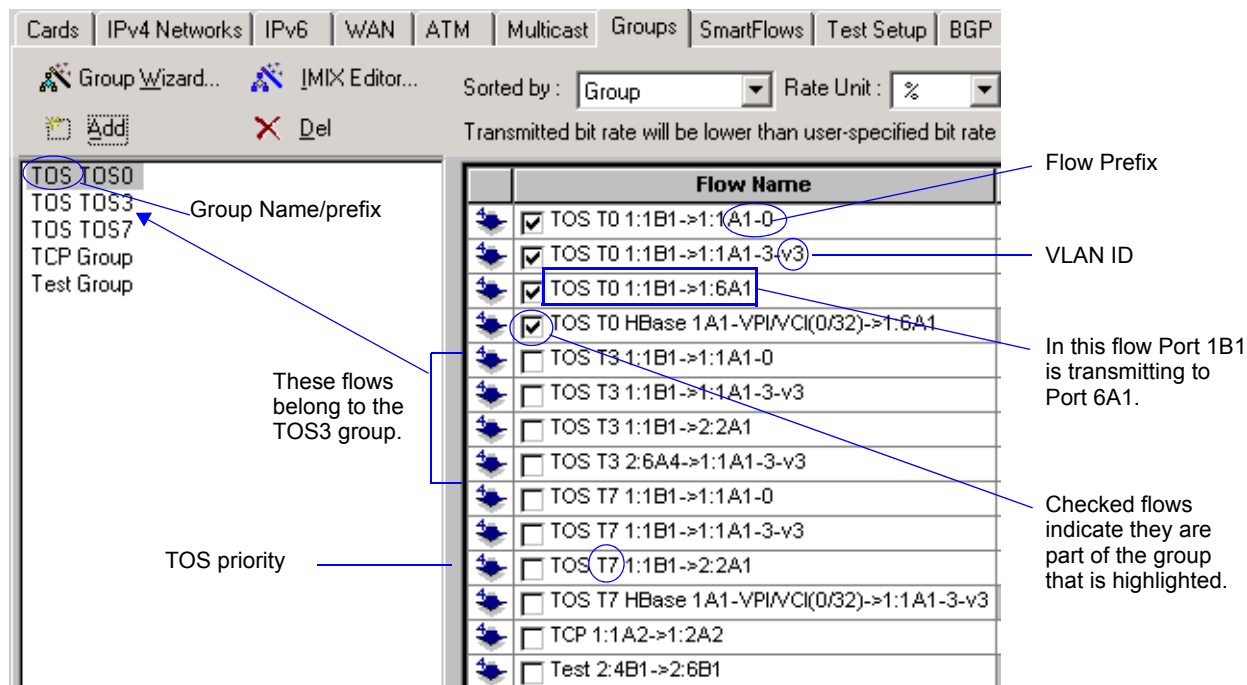 Cards IPv4 Networks IPv6 WAN ATM Multicast Groups SmartFlows Test Setup BGP
Group Wizard... IMIX Editor... Sorted by : Group Rate Unit : %
Add Del Transmitted bit rate will be lower than user-specified bit rate
TOS TOS0
TOS TOS3
TOS TOS7
TCP Group
Test Group
Group Name/prefix
These flows
belong to the
TOS3 group.
TOS priority
Flow Name
TOS T0 1:1B1->1:1A1-0
TOS T0 1:1B1->1:1A1-3-v3
TOS T0 1:1B1->1:6A1
TOS T0 HBase 1A1-VPI/VCI(0/32)->1:6A1
TOS T3 1:1B1->1:1A1-0
TOS T3 1:1B1->1:1A1-3-v3
TOS T3 1:1B1->2:2A1
TOS T3 2:6A4->1:1A1-3-v3
TOS T7 1:1B1->1:1A1-0
TOS T7 1:1B1->1:1A1-3-v3
TOS T7 1:1B1->2:2A1
TOS T7 HBase 1A1-VPI/VCI(0/32)->1:1A1-3-v3
TCP 1:1A2->1:2A2
Test 2:4B1->2:6B1
Flow Prefix
VLAN ID
In this flow Port 1B1
is transmitting to
Port 6A1.
Checked flows
indicate they are
part of the group
that is highlighted.